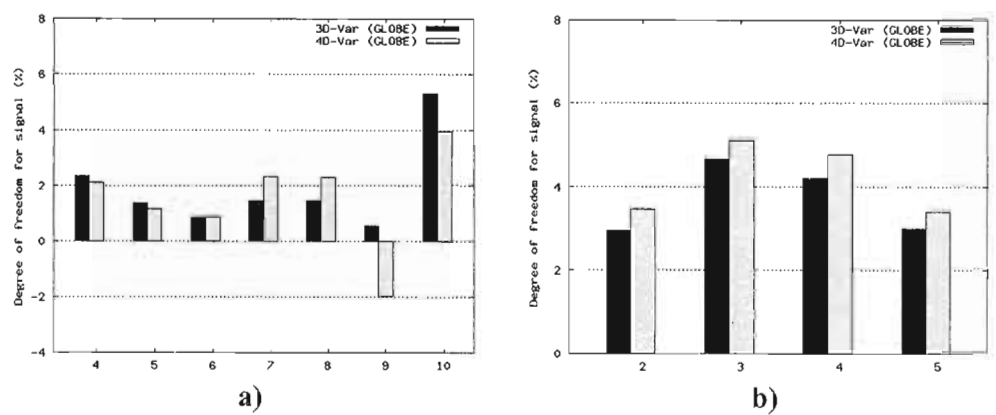 8
6
4
2
0
-2
-4
Degree of freedom for signal (%)
3D-Var (GLOBE)
4D-Var (GLOBE)
4 5 6 7 8 9 10
a)
8
6
4
2
0
Degree of freedom for signal (%)
3D-Var (GLOBE)
4D-Var (GLOBE)
2 3 4 5
b)